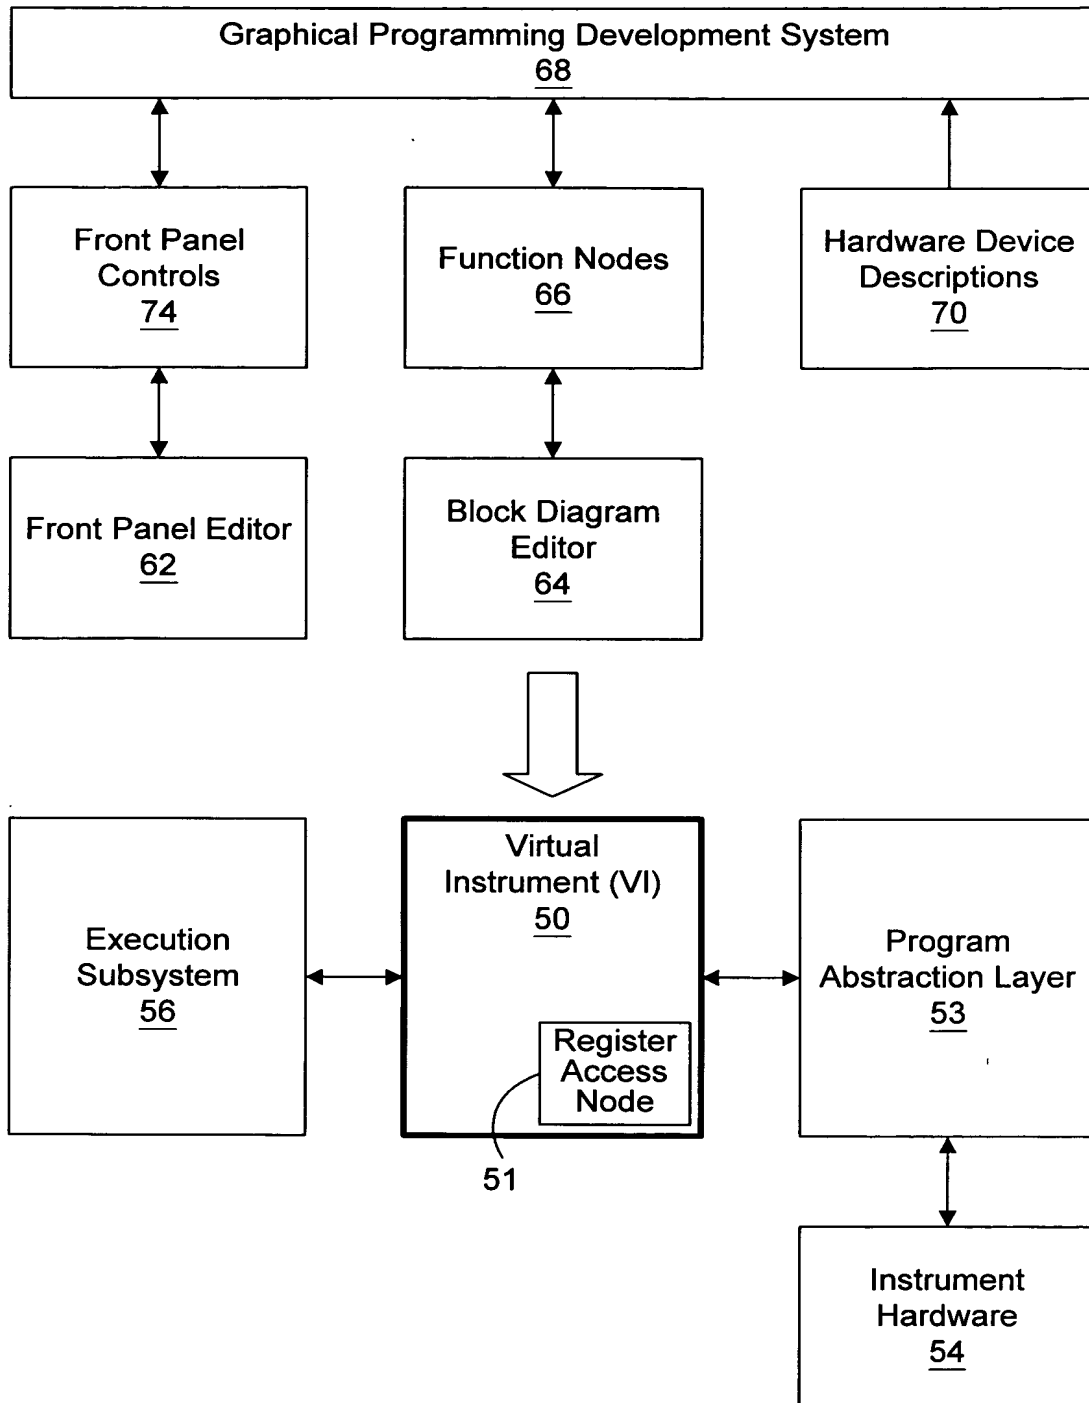 Graphical Programming Development System
68
Front Panel
Controls
74
Function Nodes
66
Hardware Device
Descriptions
70
Front Panel Editor
62
Block Diagram
Editor
64
Execution
Subsystem
56
Virtual
Instrument (VI)
50
Register
Access
Node
51
Program
Abstraction Layer
53
Instrument
Hardware
54